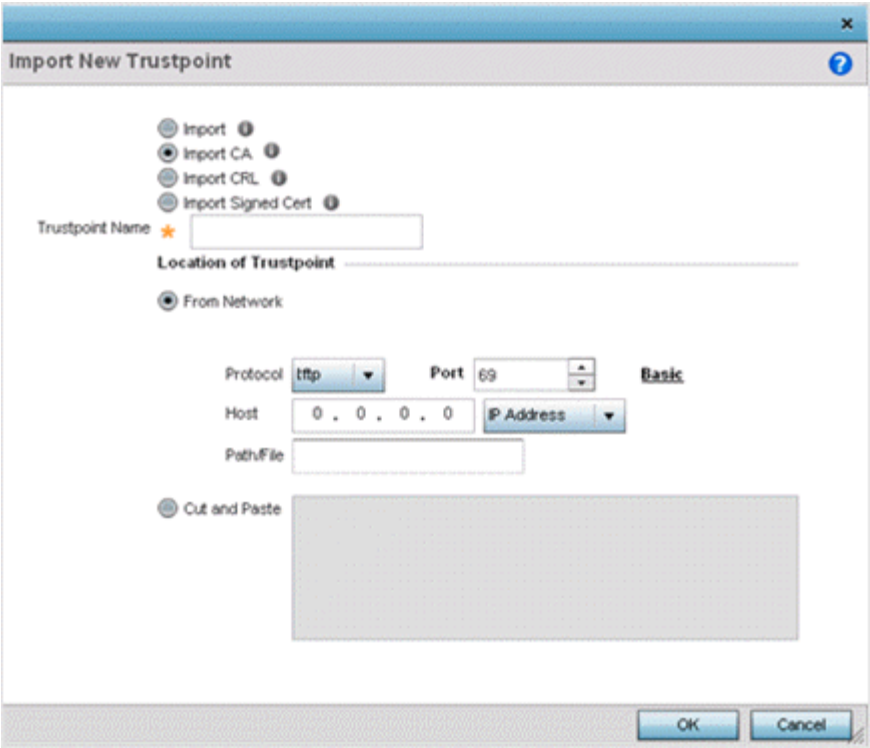 Import New Trustpoint
Import
Import CA
Import CRL
Import Signed Cert
Trustpoint Name *
Location of Trustpoint
From Network
Protocol tftp Port 69 Basic
Host 0 . 0 . 0 . 0 IP Address
Path/File
Cut and Paste
OK Cancel